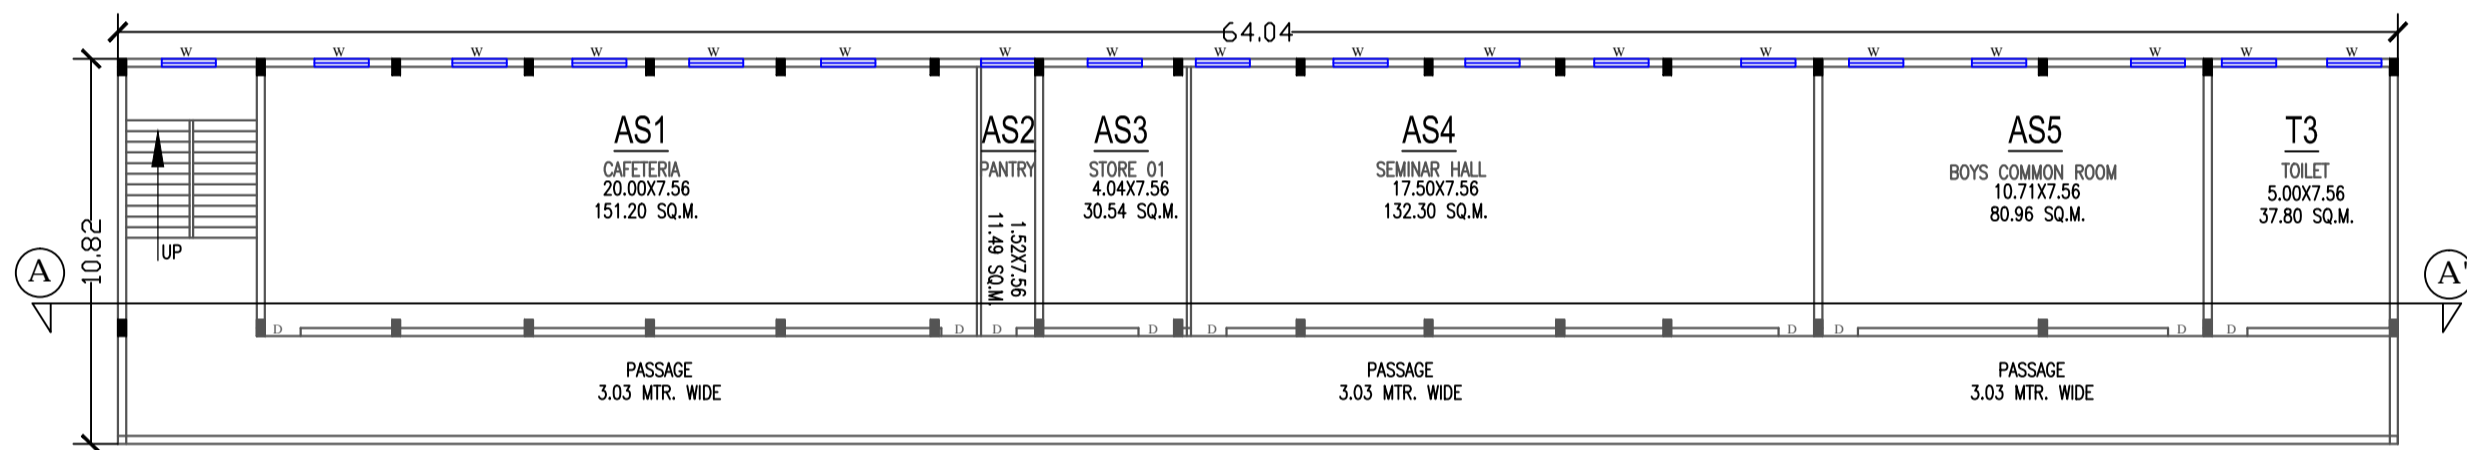 64.04
W W W W W W W W W W W W W W W W W W
10.82
UP
AS1
CAFETERIA
20.00X7.56
151.20 SQ.M.
AS2
PANTRY
1.52X7.56
11.49 SQ.M.
AS3
STORE 01
4.04X7.56
30.54 SQ.M.
AS4
SEMINAR HALL
17.50X7.56
132.30 SQ.M.
AS5
BOYS COMMON ROOM
10.71X7.56
80.96 SQ.M.
T3
TOILET
5.00X7.56
37.80 SQ.M.
A
A'
D D D D D D D D D
PASSAGE
3.03 MTR. WIDE
PASSAGE
3.03 MTR. WIDE
PASSAGE
3.03 MTR. WIDE